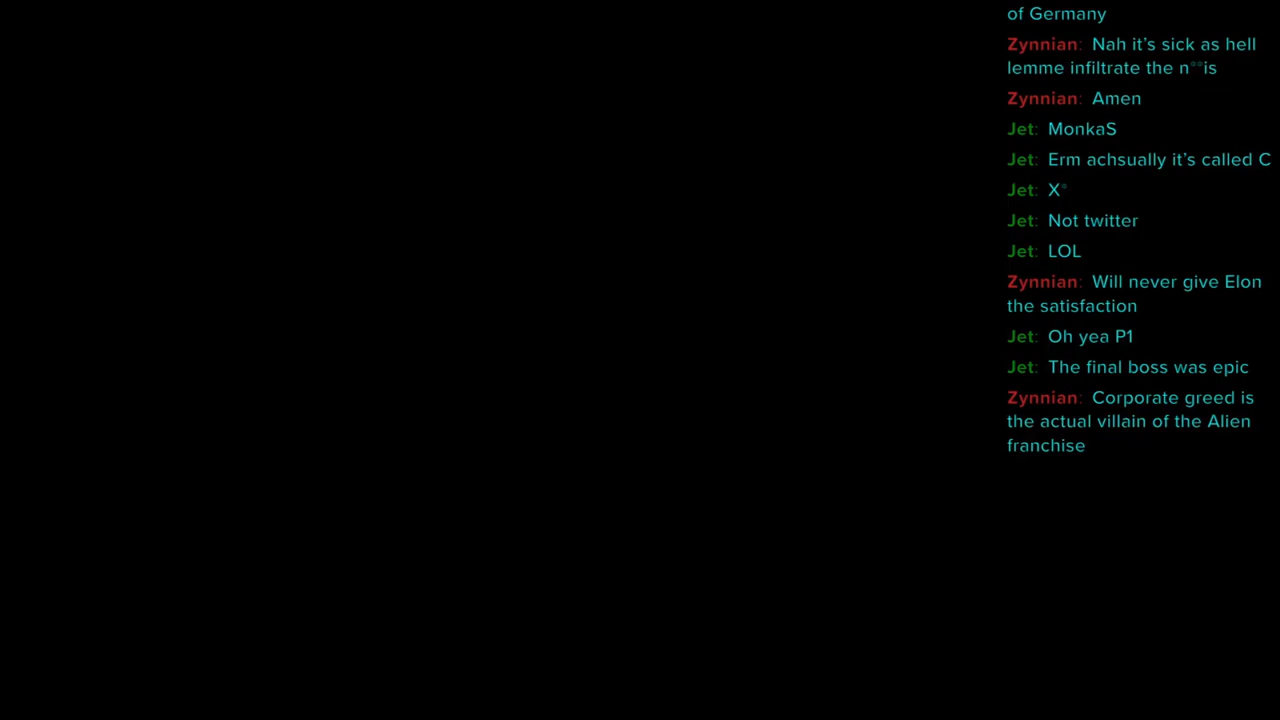 of Germany
Zynnian: Nah it’s sick as hell
lemme infiltrate the n**is
Zynnian: Amen
Jet: MonkaS
Jet: Erm achsually it’s called C
Jet: X*
Jet: Not twitter
Jet: LOL
Zynnian: Will never give Elon
the satisfaction
Jet: Oh yea P1
Jet: The final boss was epic
Zynnian: Corporate greed is
the actual villain of the Alien
franchise